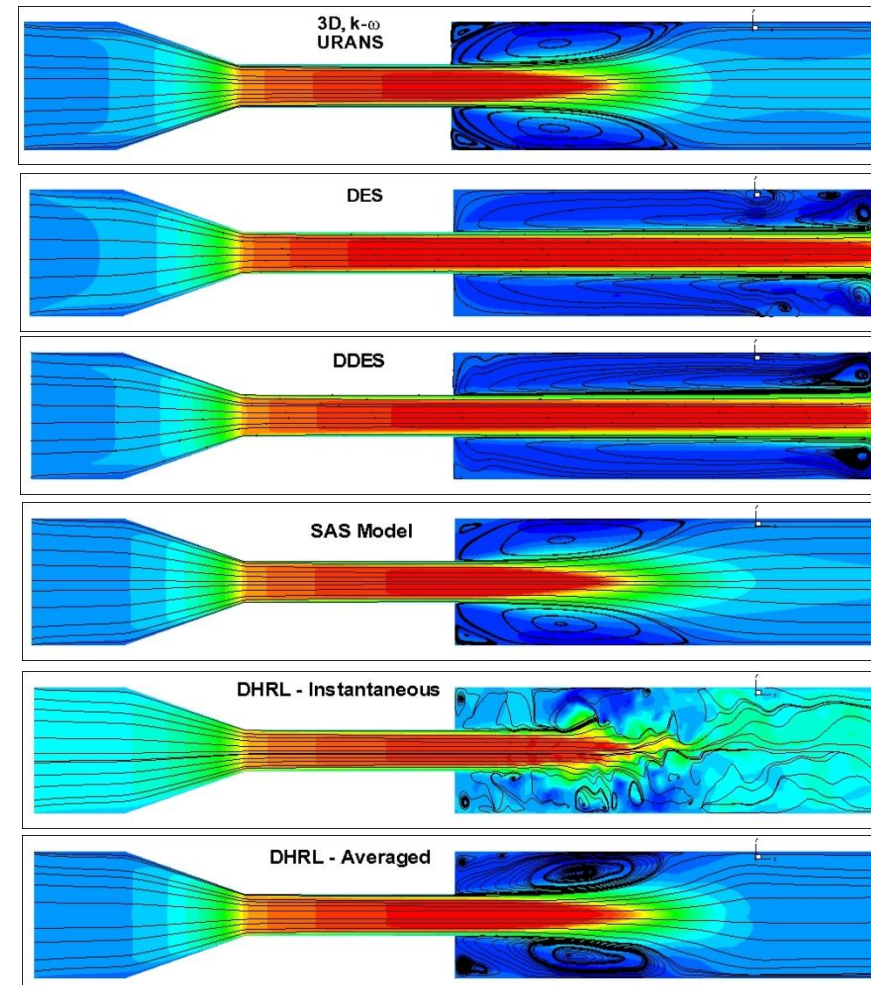 3D, k-ω
URANS
DES
DDES
SAS Model
DHRL - Instantaneous
DHRL - Averaged